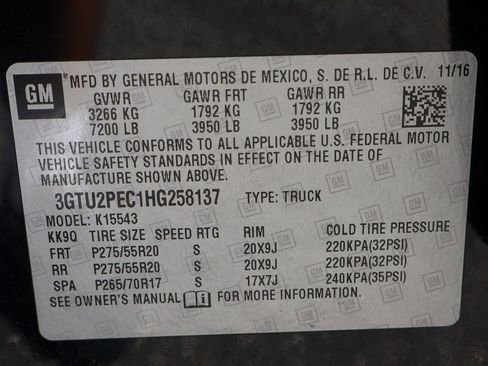 GM MFD BY GENERAL MOTORS DE MEXICO, S. DE R.L. DE C.V. 11/16
GVWR GAWR FRT GAWR RR
3266 KG 1792 KG 1792 KG
7200 LB 3950 LB 3950 LB
THIS VEHICLE CONFORMS TO ALL APPLICABLE U.S. FEDERAL MOTOR
VEHICLE SAFETY STANDARDS IN EFFECT ON THE DATE OF
MANUFACTURE SHOWN ABOVE.
3GTU2PEC1HG258137 TYPE: TRUCK
MODEL: K15543
KK9Q TIRE SIZE SPEED RTG RIM COLD TIRE PRESSURE
FRT P275/55R20 S 20X9J 220KPA(32PSI)
RR P275/55R20 S 20X9J 220KPA(32PSI)
SPA P265/70R17 S 17X7J 240KPA(35PSI)
SEE OWNER'S MANUAL FOR MORE INFORMATION.